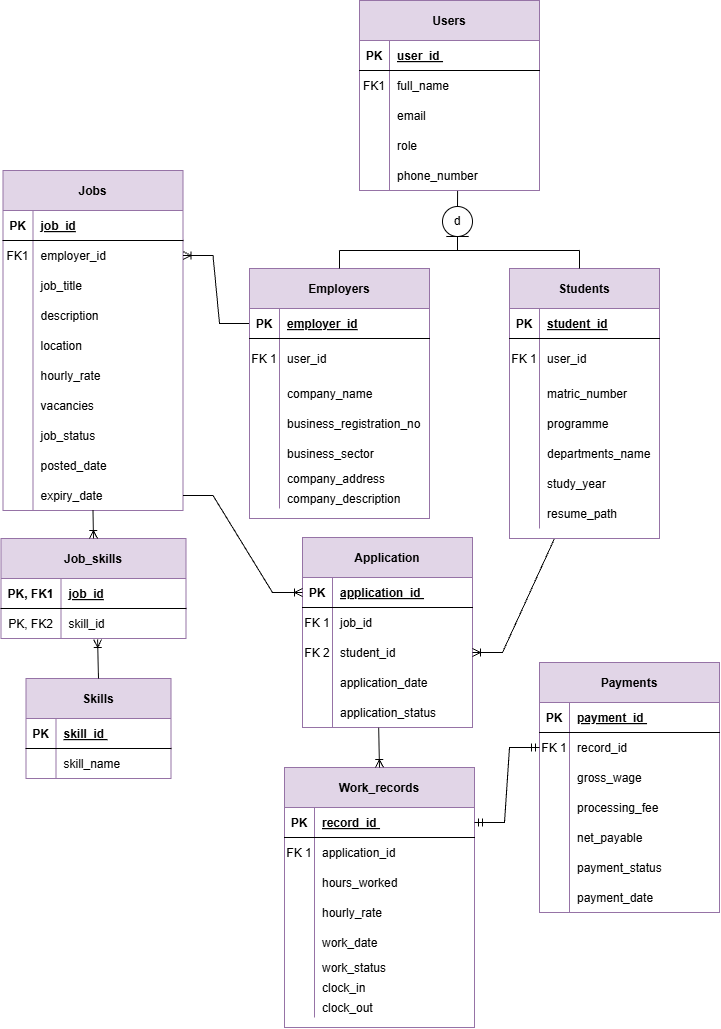 Users
PK user_id
FK1 full_name
email
role
phone_number
d
Jobs
PK job_id
FK1 employer_id
job_title
description
location
hourly_rate
vacancies
job_status
posted_date
expiry_date
Employers
PK employer_id
FK 1 user_id
company_name
business_registration_no
business_sector
company_address
company_description
Students
PK student_id
FK 1 user_id
matric_number
programme
departments_name
study_year
resume_path
Job_skills
PK, FK1 job_id
PK, FK2 skill_id
Application
PK application_id
FK 1 job_id
FK 2 student_id
application_date
application_status
Skills
PK skill_id
skill_name
Payments
PK payment_id
FK 1 record_id
gross_wage
processing_fee
net_payable
payment_status
payment_date
Work_records
PK record_id
FK 1 application_id
hours_worked
hourly_rate
work_date
work_status
clock_in
clock_out